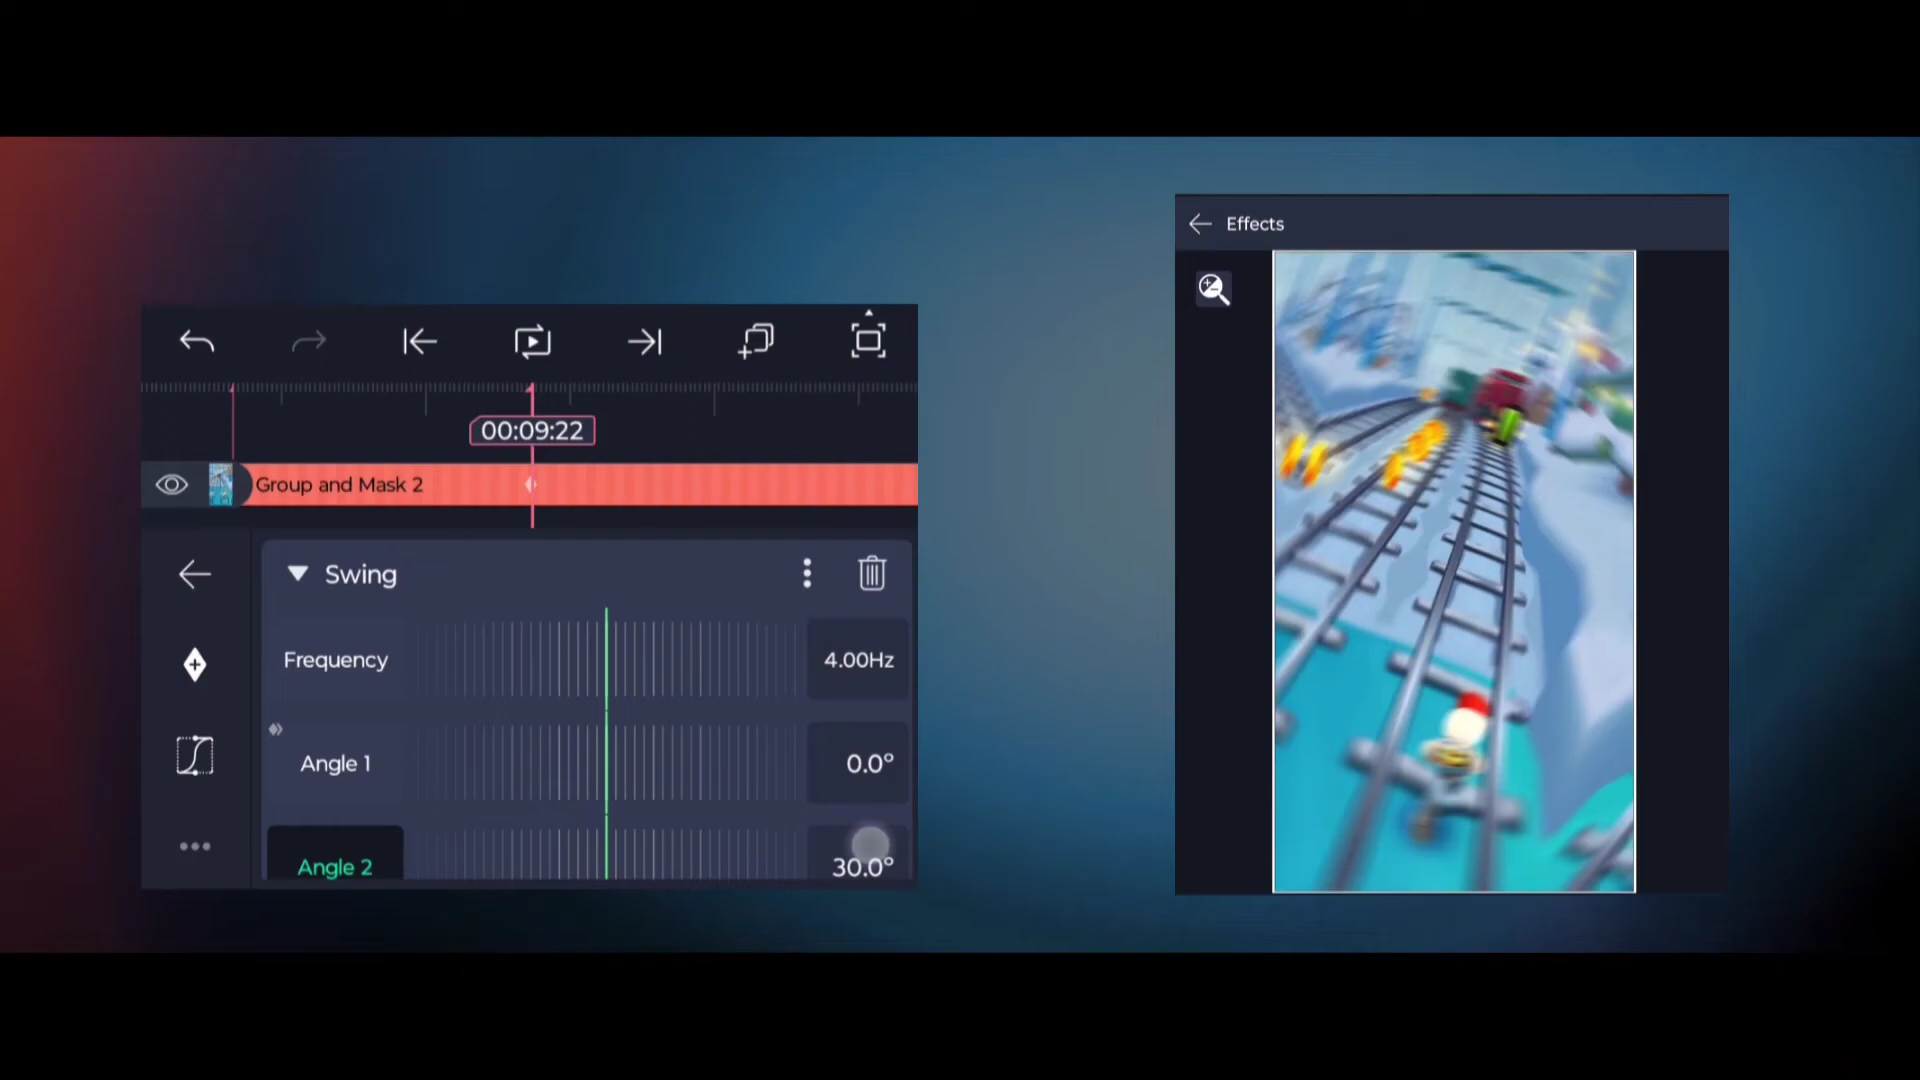 Effects
00:09:22
Group and Mask 2
Swing
Frequency 4.00Hz
Angle 1 0.0°
Angle 2 30.0°